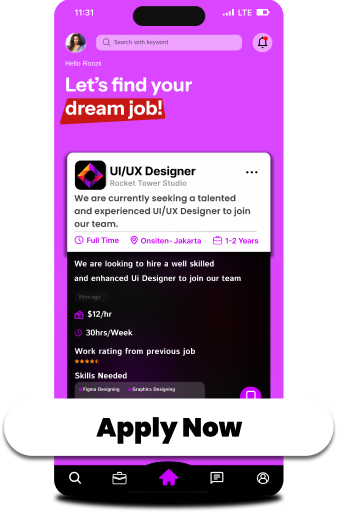 11:31
LTE
Search with keyword
Hello Roozii
Let's find your
dream job!
UI/UX Designer
Rocket Tower Studio
We are currently seeking a talented
and experienced UI/UX Designer to join
our team.
Full Time Onsiten- Jakarta 1-2 Years
We are looking to hire a well skilled
and enhanced Ui Designer to join our team
$12/hr
30hrs/Week
Work rating from previous job
Skills Needed
Figma Designing Graphics Designing
Apply Now